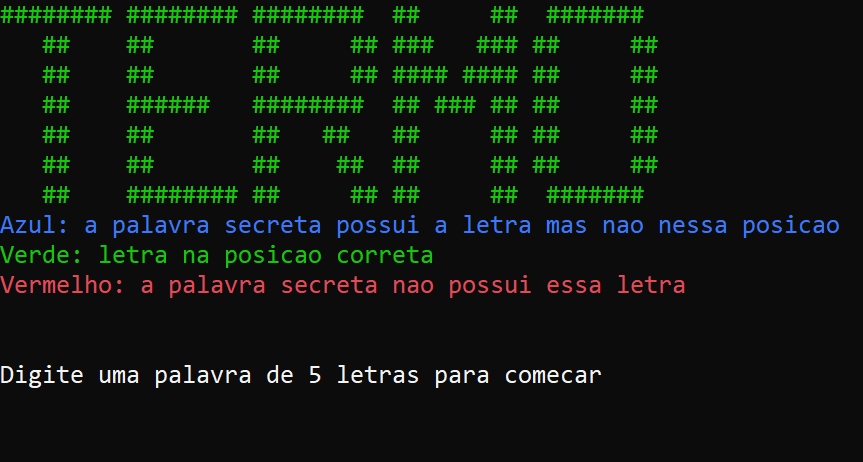 ######## ######## ########  ##     ##  #######
   ##    ##       ##     ## ###   ### ##     ##
   ##    ##       ##     ## #### #### ##     ##
   ##    ######   ########  ## ### ## ##     ##
   ##    ##       ##   ##   ##     ## ##     ##
   ##    ##       ##    ##  ##     ## ##     ##
   ##    ######## ##     ## ##     ##  #######
Azul: a palavra secreta possui a letra mas nao nessa posicao
Verde: letra na posicao correta
Vermelho: a palavra secreta nao possui essa letra
Digite uma palavra de 5 letras para comecar